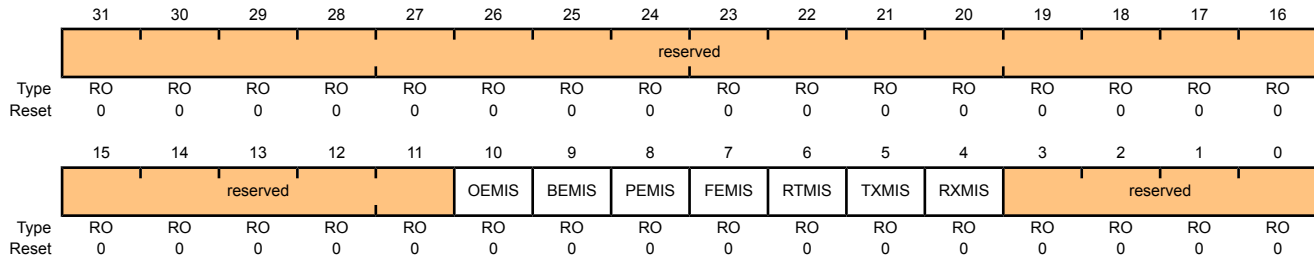 31 30 29 28 27 26 25 24 23 22 21 20 19 18 17 16
reserved
Type RO RO RO RO RO RO RO RO RO RO RO RO RO RO RO RO
Reset 0 0 0 0 0 0 0 0 0 0 0 0 0 0 0 0
15 14 13 12 11 10 9 8 7 6 5 4 3 2 1 0
reserved OEMIS BEMIS PEMIS FEMIS RTMIS TXMIS RXMIS reserved
Type RO RO RO RO RO RO RO RO RO RO RO RO RO RO RO RO
Reset 0 0 0 0 0 0 0 0 0 0 0 0 0 0 0 0